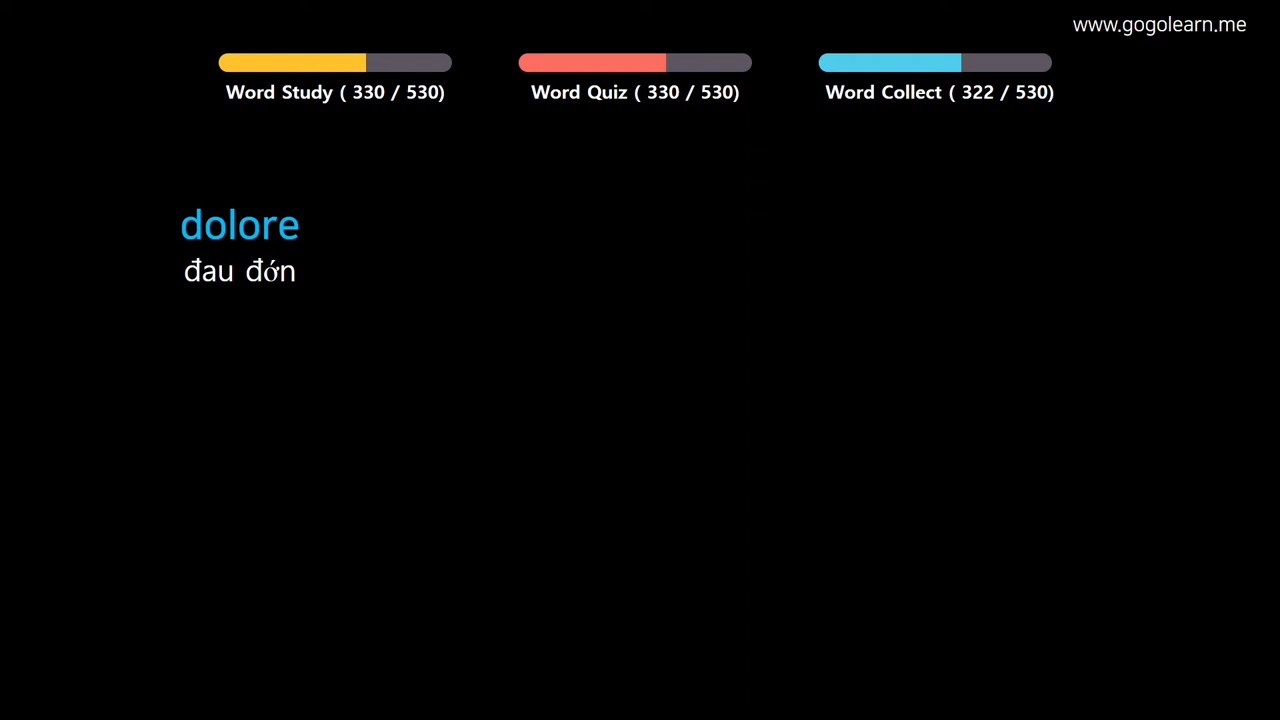 www.gogolearn.me
Word Study ( 330 / 530)
Word Quiz ( 330 / 530)
Word Collect ( 322 / 530)
dolore
đau đớn